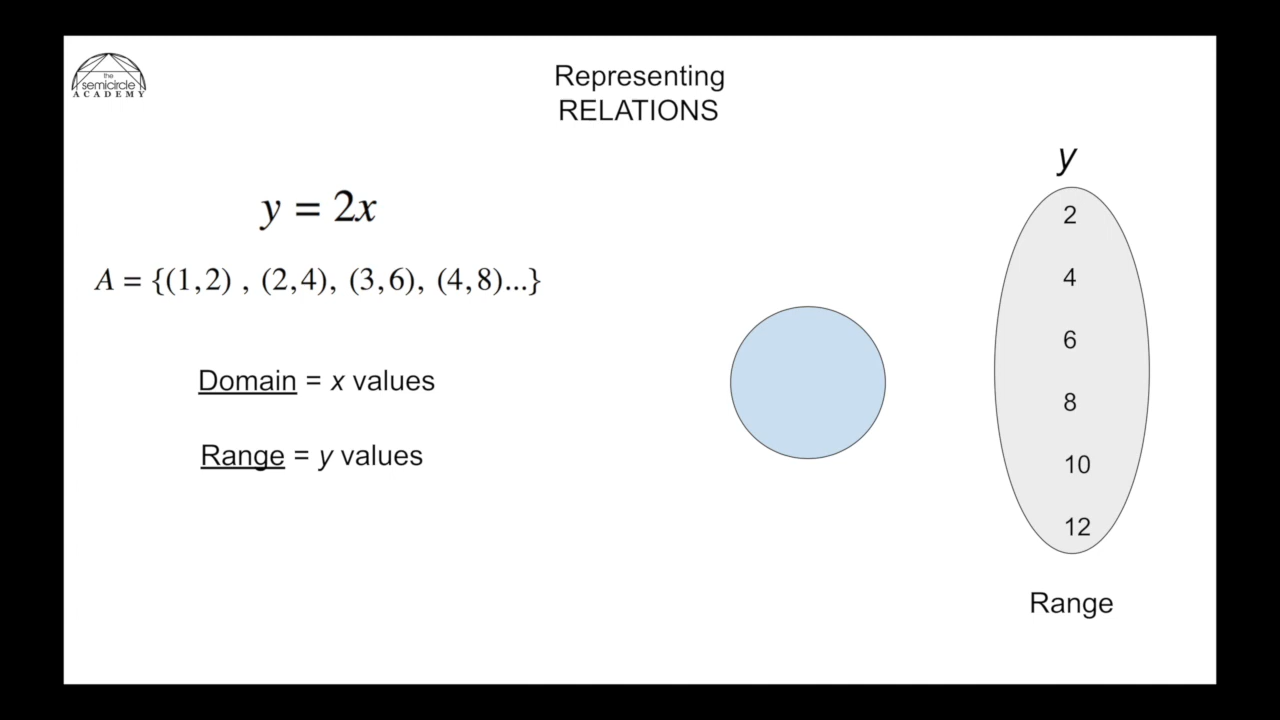 the
semicircle
ACADEMY
Representing
RELATIONS
y = 2x
A = {(1,2) , (2,4), (3,6), (4,8)...}
Domain = x values
Range = y values
y
2
4
6
8
10
12
Range